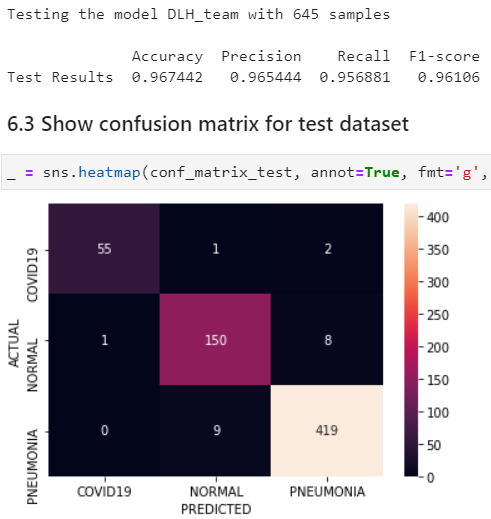 Testing the model DLH_team with 645 samples
Accuracy Precision Recall F1-score
Test Results 0.967442 0.965444 0.956881 0.96106
6.3 Show confusion matrix for test dataset
_ = sns.heatmap(conf_matrix_test, annot=True, fmt='g',
ACTUAL
COVID19
55 1 2
NORMAL
1 150 8
PNEUMONIA
0 9 419
COVID19 NORMAL PNEUMONIA
PREDICTED
400
350
300
250
200
150
100
50
0